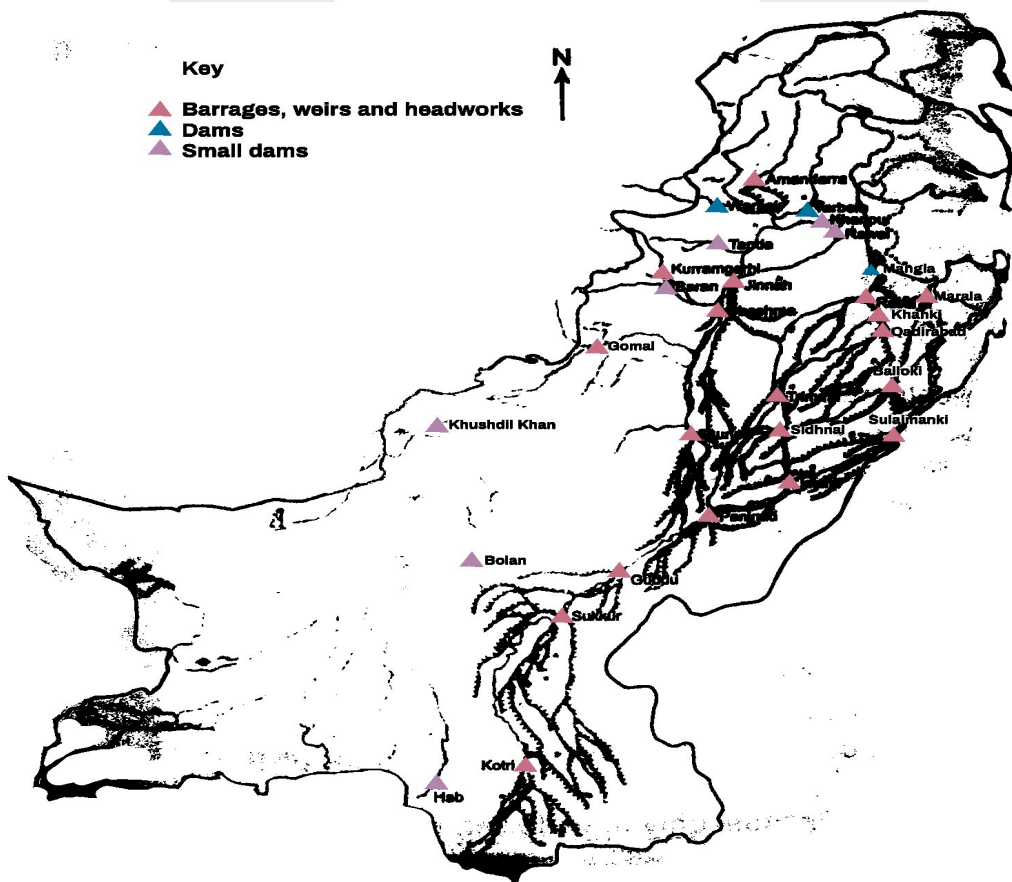 N
Key
Barrages, weirs and headworks
Dams
Small dams
Amandarra
Tarbela
Khanpur
Rawal
Tanda
Kurramgarhi
Mangla
Baran
Jinnah
Marala
Chashma
Khanki
Qadirabad
Gomal
Balloki
Khushdil Khan
Sulaimanki
Sidhnai
Panjnad
Bolan
Guddu
Sukkur
Kotri
Hab